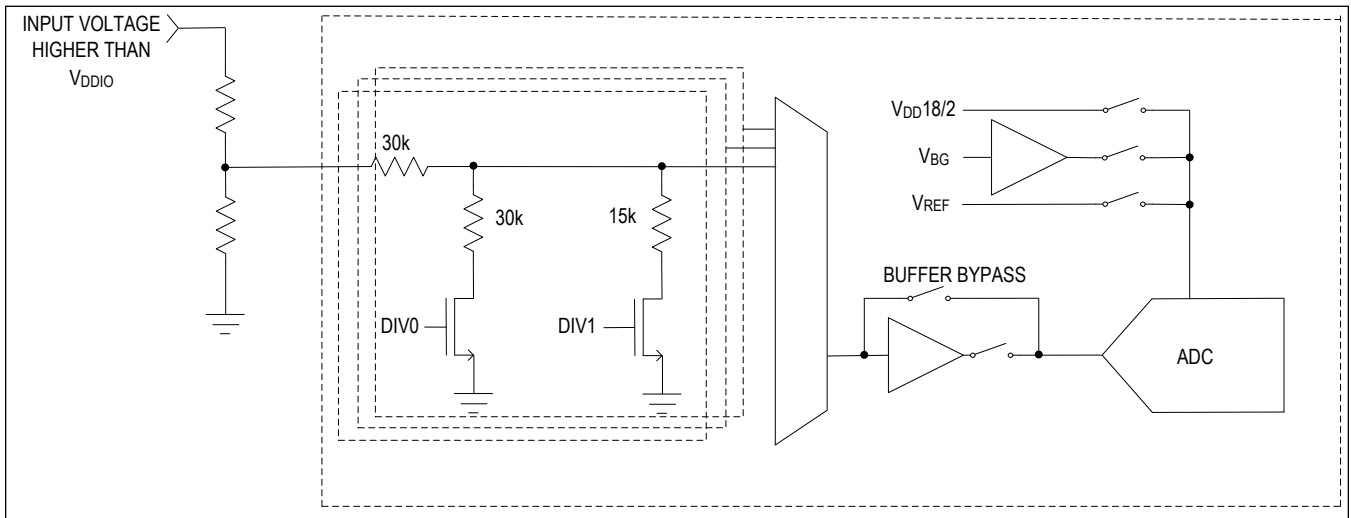 INPUT VOLTAGE
HIGHER THAN
VDDIO
30k
30k
15k
DIV0
DIV1
VDD18/2
VBG
VREF
BUFFER BYPASS
ADC